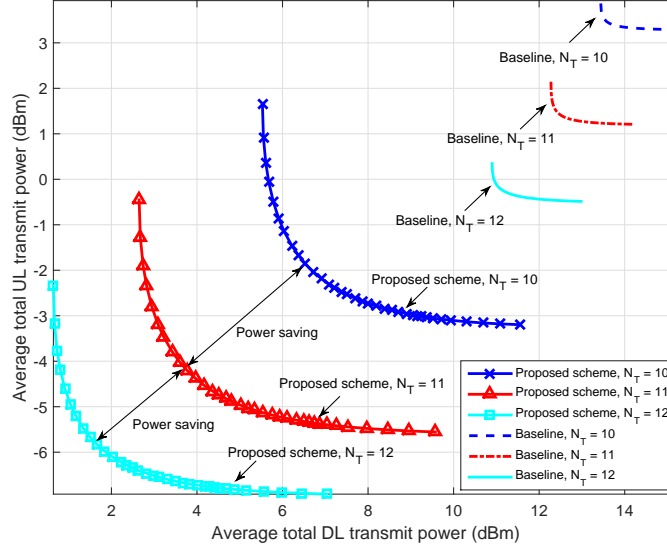 3
2
1
0
-1
-2
-3
-4
-5
-6
2
4
6
8
10
12
14
Average total UL transmit power (dBm)
Average total DL transmit power (dBm)
Baseline, N_T = 10
Baseline, N_T = 11
Baseline, N_T = 12
Proposed scheme, N_T = 10
Power saving
Proposed scheme, N_T = 11
Power saving
Proposed scheme, N_T = 12
Proposed scheme, N_T = 10
Proposed scheme, N_T = 11
Proposed scheme, N_T = 12
Baseline, N_T = 10
Baseline, N_T = 11
Baseline, N_T = 12